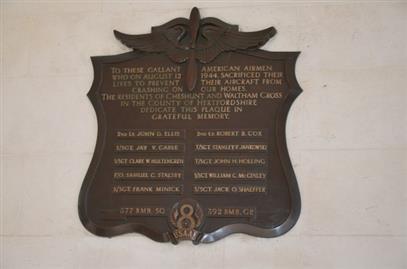 TO THESE GALLANT AMERICAN AIRMEN
WHO ON AUGUST 12 1944, SACRIFICED THEIR
LIVES TO PREVENT THEIR AIRCRAFT FROM
CRASHING ON OUR HOMES.
THE RESIDENTS OF CHESHUNT AND WALTHAM CROSS
IN THE COUNTY OF HERTFORDSHIRE
DEDICATE THIS PLAQUE IN
GRATEFUL MEMORY.
2ND LT. JOHN D. ELLIS 2ND LT. ROBERT B. COX
S/SGT. JAY V. CABLE T/SGT. STANLEY F. JANKOWSKI
S/SGT. CLARE W. HULTENGREN T/SGT. JOHN H. HOLLING
F/O. SAMUEL C. STALSBY S/SGT. WILLIAM C. McGINLEY
S/SGT. FRANK MINICK S/SGT. JACK O. SHAEFFER
577 BMB. SQ 392 BMB. GP
8
U.S.A.A.F.